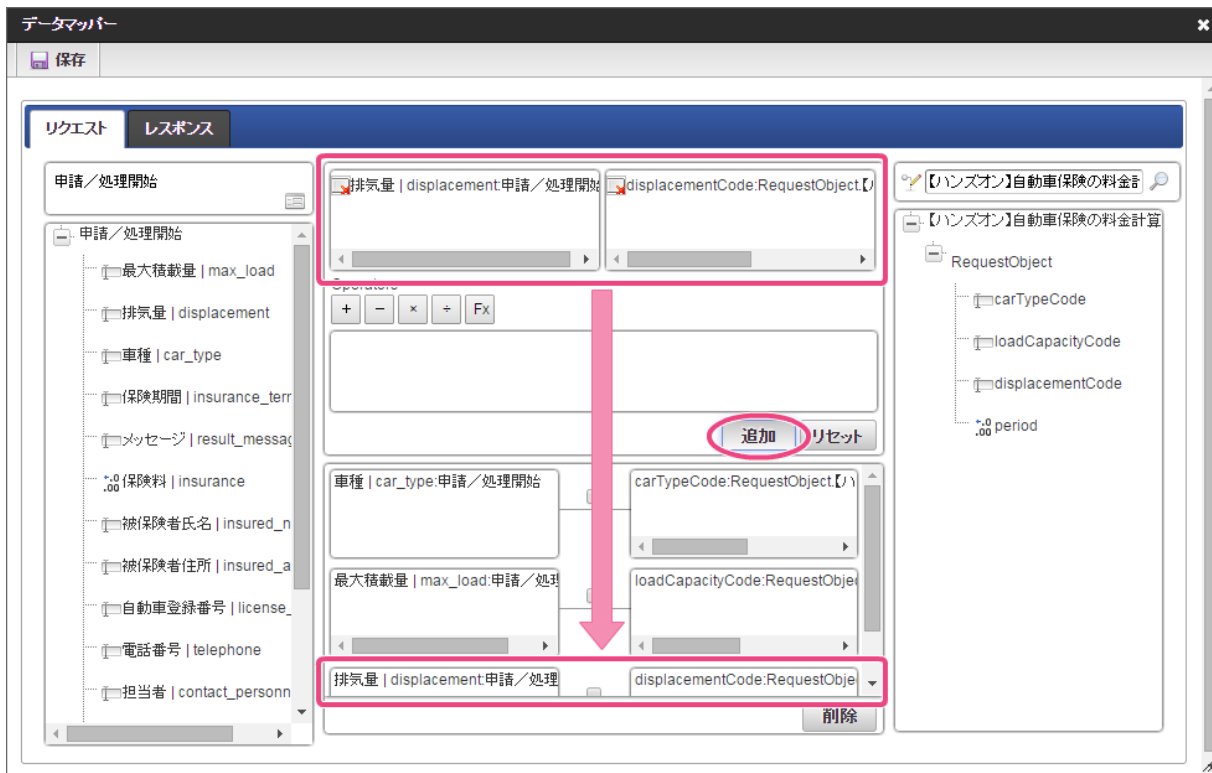 データマッパー
保存
リクエスト
レスポンス
申請／処理開始
申請／処理開始
最大積載量 | max_load
排気量 | displacement
車種 | car_type
保険期間 | insurance_terr
メッセージ | result_messag
保険料 | insurance
被保険者氏名 | insured_n
被保険者住所 | insured_a
自動車登録番号 | license_
電話番号 | telephone
担当者 | contact_personn
排気量 | displacement:申請／処理開始
displacementCode:RequestObject.【ハ
Operators
+ − × ÷ Fx
追加
リセット
車種 | car_type:申請／処理開始
carTypeCode:RequestObject.【ハ
最大積載量 | max_load:申請／処理
loadCapacityCode:RequestObjec
排気量 | displacement:申請／処理
displacementCode:RequestObje
削除
【ハンズオン】自動車保険の料金計
【ハンズオン】自動車保険の料金計算
RequestObject
carTypeCode
loadCapacityCode
displacementCode
period